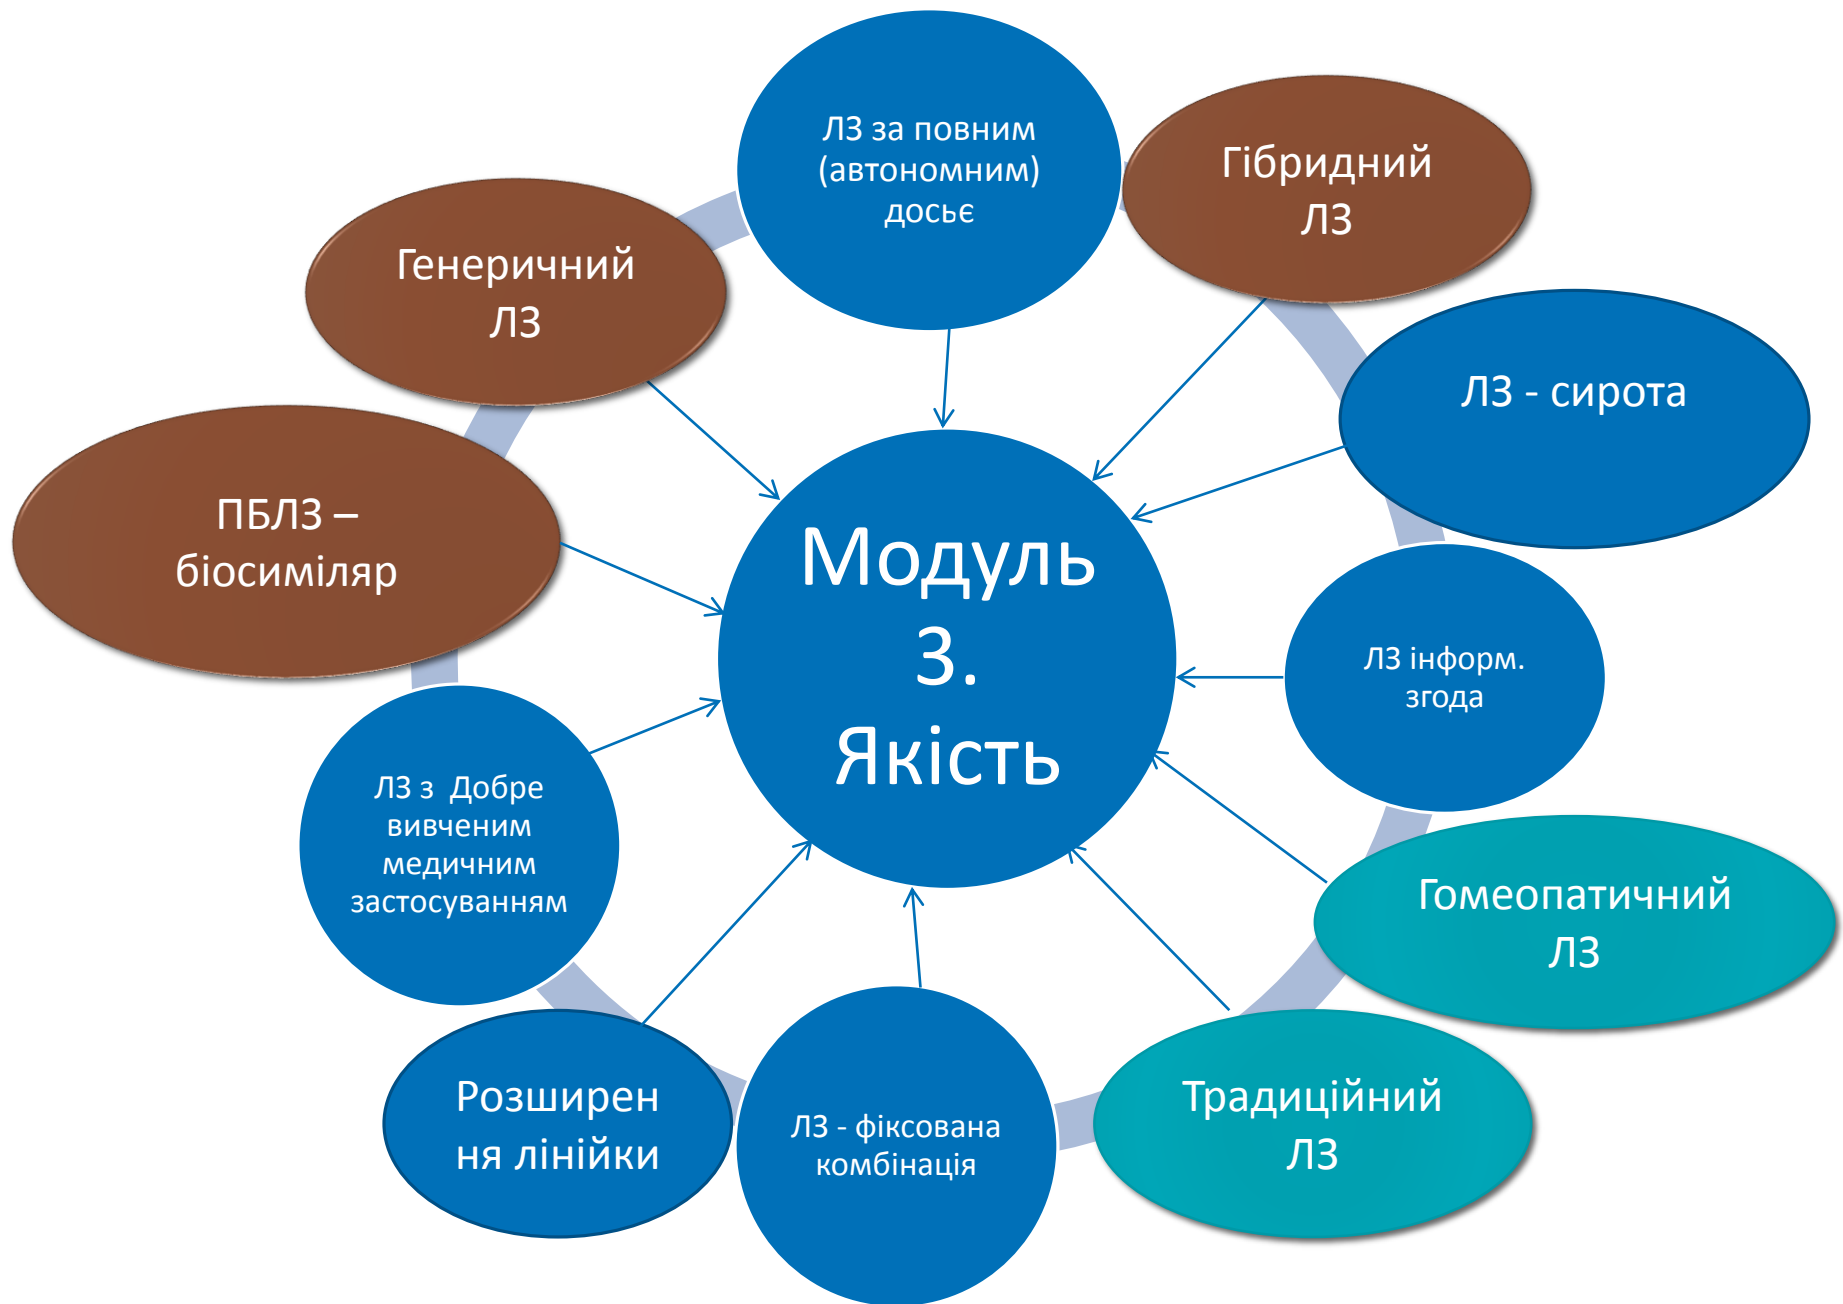 ЛЗ за повним
(автономним)
досьє
Гібридний
ЛЗ
Генеричний
ЛЗ
ЛЗ - сирота
ПБЛЗ –
біосиміляр
Модуль
3.
Якість
ЛЗ інформ.
згода
ЛЗ з  Добре
вивченим
медичним
застосуванням
Гомеопатичний
ЛЗ
Розширен
ня лінійки
ЛЗ - фіксована
комбінація
Традиційний
ЛЗ